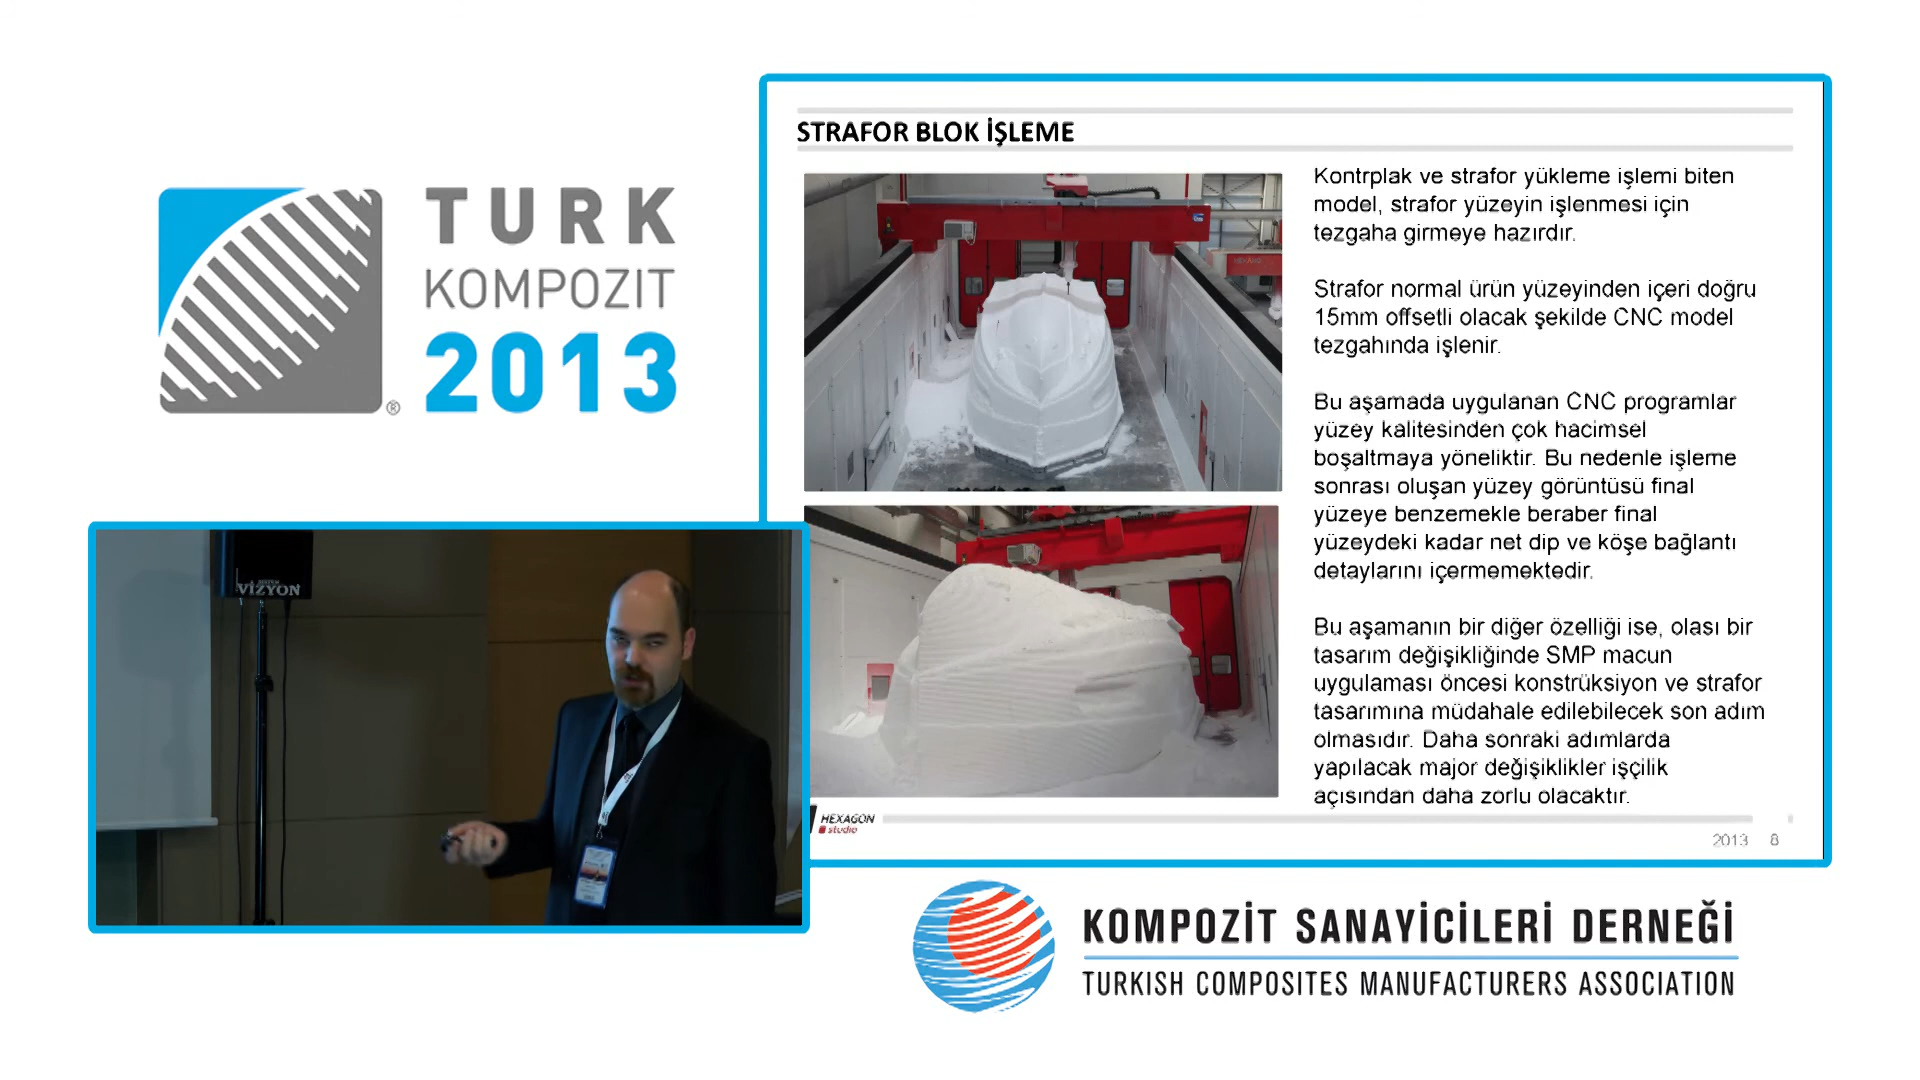 TURK
KOMPOZIT
2013
®
STRAFOR BLOK İŞLEME
Kontrplak ve strafor yükleme işlemi biten
model, strafor yüzeyin işlenmesi için
tezgaha girmeye hazırdır.
Strafor normal ürün yüzeyinden içeri doğru
15mm offsetli olacak şekilde CNC model
tezgahında işlenir.
Bu aşamada uygulanan CNC programlar
yüzey kalitesinden çok hacimsel
boşaltmaya yöneliktir. Bu nedenle işleme
sonrası oluşan yüzey görüntüsü final
yüzeye benzemekle beraber final
yüzeydeki kadar net dip ve köşe bağlantı
detaylarını içermemektedir.
Bu aşamanın bir diğer özelliği ise, olası bir
tasarım değişikliğinde SMP macun
uygulaması öncesi konstrüksiyon ve strafor
tasarımına müdahale edilebilecek son adım
olmasıdır. Daha sonraki adımlarda
yapılacak major değişiklikler işçilik
açısından daha zorlu olacaktır.
HEXAGON
studio
2013 8
VİZYON
KOMPOZİT SANAYİCİLERİ DERNEĞİ
TURKISH COMPOSITES MANUFACTURERS ASSOCIATION